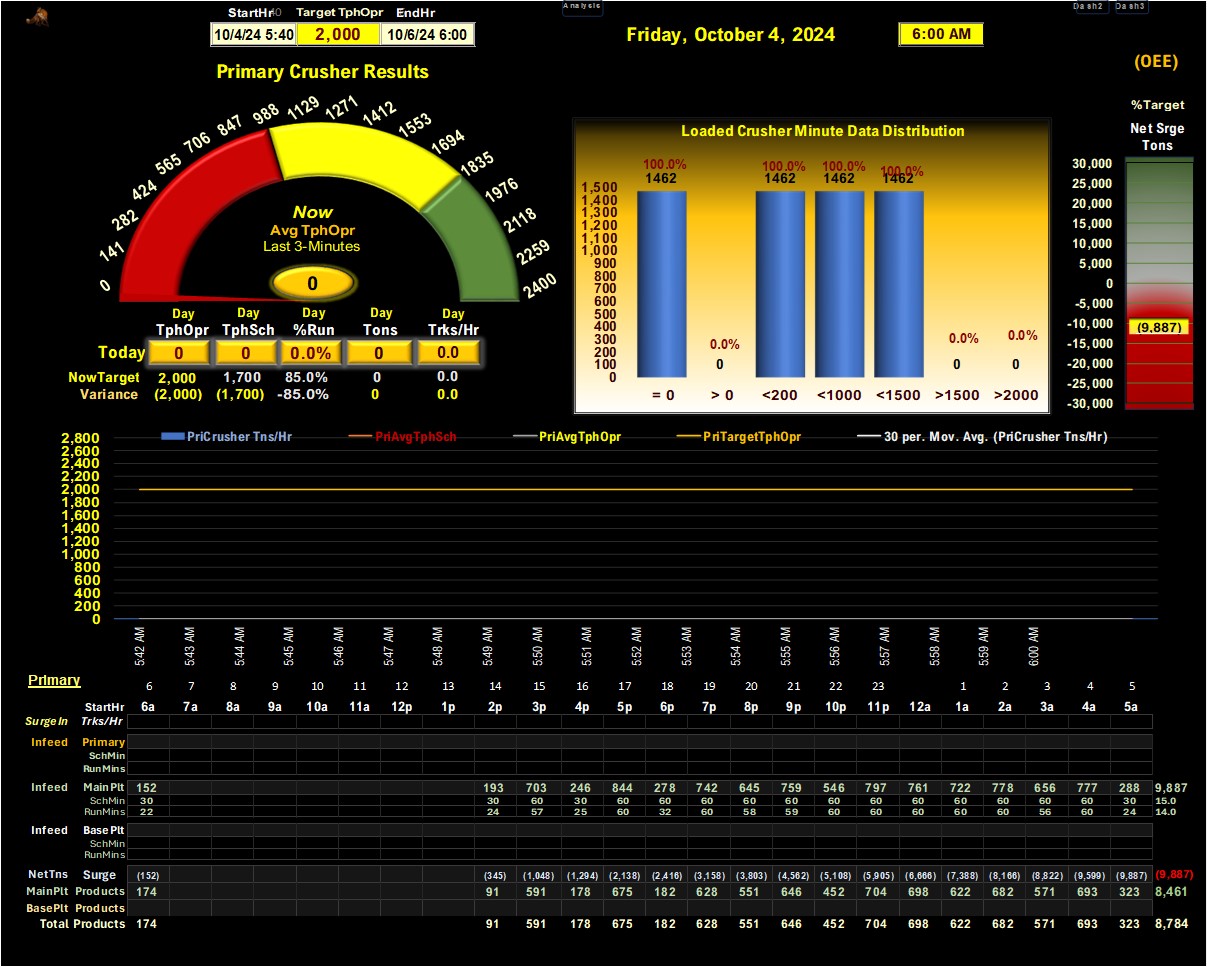 Analysis
Dash2 Dash3
StartHr Target TphOpr EndHr
10/4/24 5:40 2,000 10/6/24 6:00
Friday, October 4, 2024
6:00 AM
(OEE)
Primary Crusher Results
0 141 282 424 565 706 847 988 1129 1271 1412 1553 1694 1835 1976 2118 2259 2400
Now
Avg TphOpr
Last 3-Minutes
0
Day Day Day Day Day
TphOpr TphSch %Run Tons Trks/Hr
Today 0 0 0.0% 0 0.0
NowTarget 2,000 1,700 85.0% 0 0.0
Variance (2,000) (1,700) -85.0% 0 0.0
Loaded Crusher Minute Data Distribution
100.0% 100.0% 100.0% 100.0%
1462 1462 1462 1462
0.0% 0.0% 0.0%
0 0 0
1,500
1,400
1,300
1,200
1,100
1,000
900
800
700
600
500
400
300
200
100
0
= 0 > 0 <200 <1000 <1500 >1500 >2000
%Target
Net Srge
Tons
30,000
25,000
20,000
15,000
10,000
5,000
0
-5,000
-10,000
(9,887)
-15,000
-20,000
-25,000
-30,000
PriCrusher Tns/Hr PriAvgTphSch PriAvgTphOpr PriTargetTphOpr 30 per. Mov. Avg. (PriCrusher Tns/Hr)
2,800
2,600
2,400
2,200
2,000
1,800
1,600
1,400
1,200
1,000
800
600
400
200
0
5:42 AM 5:43 AM 5:44 AM 5:45 AM 5:46 AM 5:47 AM 5:49 AM 5:50 AM 5:51 AM 5:52 AM 5:53 AM 5:54 AM 5:55 AM 5:56 AM 5:57 AM 5:58 AM 5:59 AM 6:00 AM
Primary
6 7 8 9 10 11 12 13 14 15 16 17 18 19 20 21 22 23 1 2 3 4 5
StartHr 6a 7a 8a 9a 10a 11a 12p 1p 2p 3p 4p 5p 6p 7p 8p 9p 10p 11p 12a 1a 2a 3a 4a 5a
SurgeIn Trks/Hr
Infeed Primary
SchMin
RunMins
Infeed MainPlt 152 193 703 246 844 278 742 645 759 546 797 761 722 778 656 777 288 9,887
SchMin 30 30 60 30 60 60 60 60 60 60 60 60 60 60 60 60 30 15.0
RunMins 22 24 57 25 60 32 60 58 59 60 60 60 60 60 56 60 24 14.0
Infeed Base Plt
SchMin
RunMins
NetTns Surge (152) (345) (1,048) (1,294) (2,138) (2,416) (3,158) (3,803) (4,562) (5,108) (5,905) (6,666) (7,388) (8,166) (8,822) (9,599) (9,887) (9,887)
MainPlt Products 174 91 591 178 675 182 628 551 646 452 704 698 622 682 571 693 323 8,461
BasePlt Products
Total Products 174 91 591 178 675 182 628 551 646 452 704 698 622 682 571 693 323 8,784